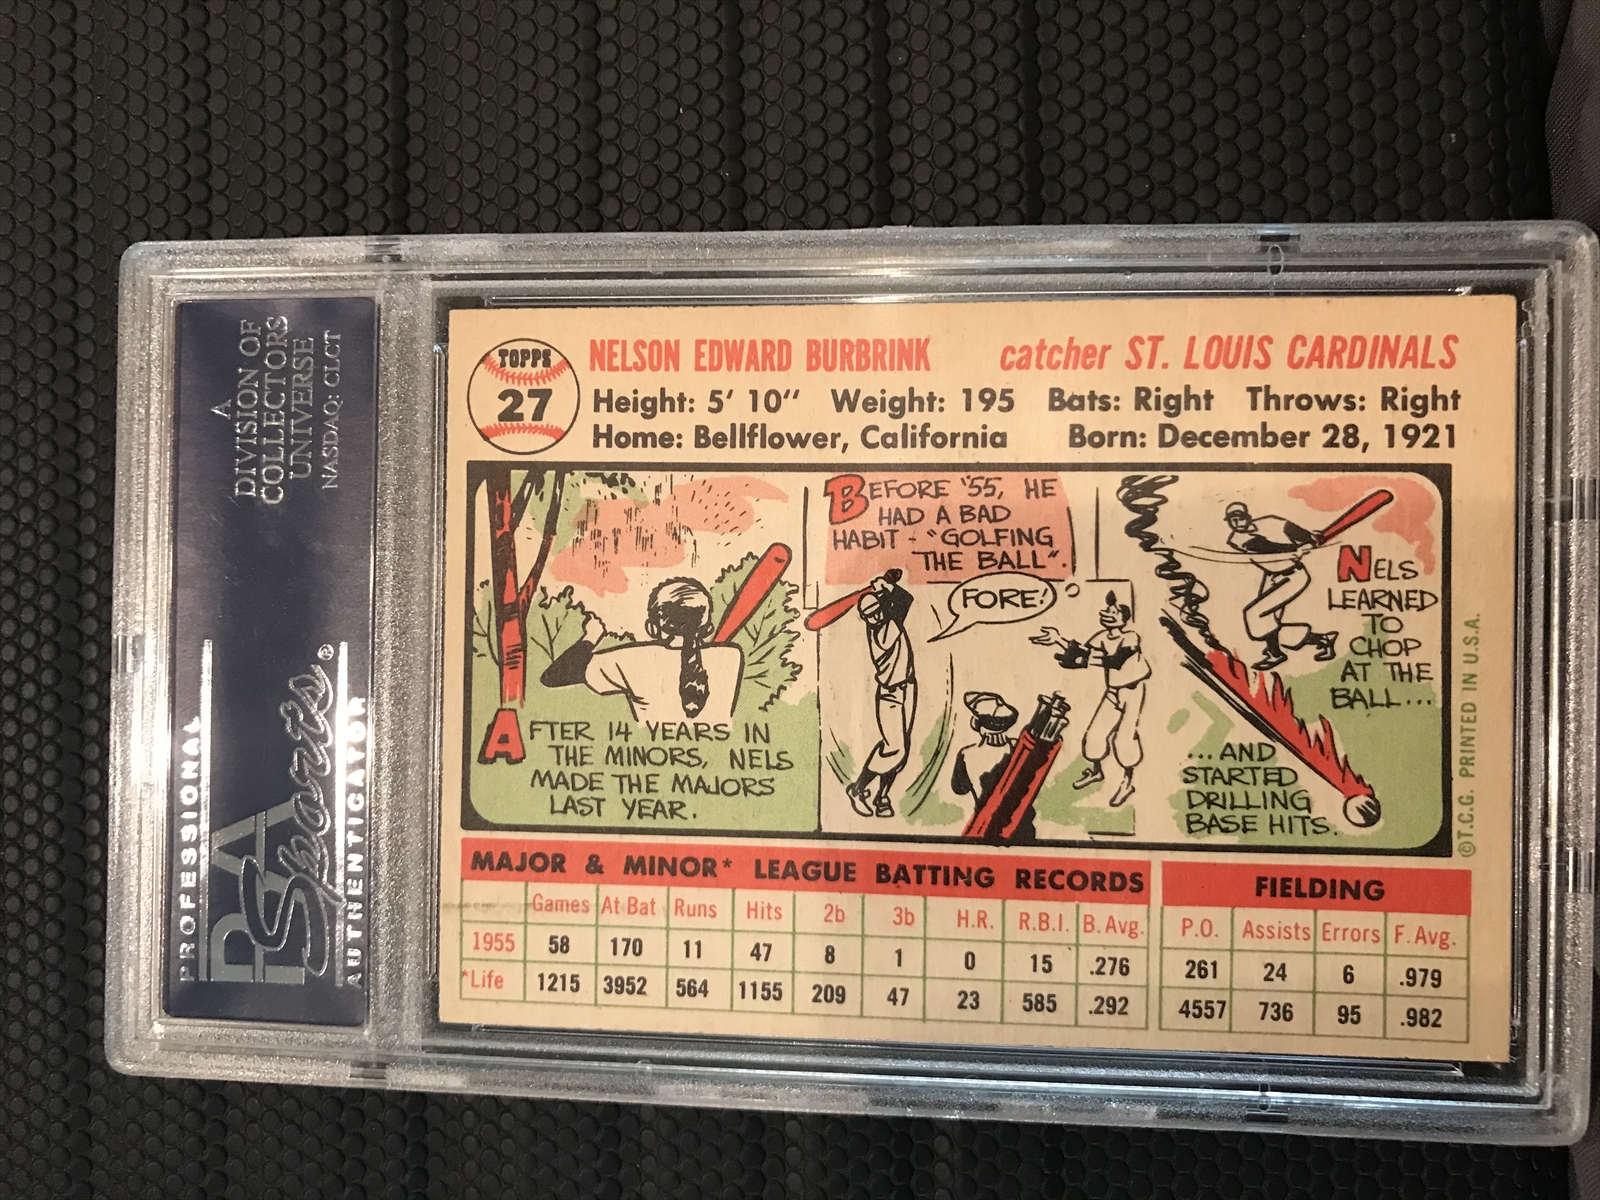 A
DIVISION OF
COLLECTORS
UNIVERSE
NASDAQ: CLCT
PROFESSIONAL
PSA
Sports®
AUTHENTICATOR
TOPPS
27
NELSON EDWARD BURBRINK catcher ST. LOUIS CARDINALS
Height: 5' 10" Weight: 195 Bats: Right Throws: Right
Home: Bellflower, California Born: December 28, 1921
AFTER 14 YEARS IN
THE MINORS, NELS
MADE THE MAJORS
LAST YEAR.
BEFORE '55, HE
HAD A BAD
HABIT - "GOLFING
THE BALL".
FORE!
NELS
LEARNED
TO
CHOP
AT THE
BALL...
...AND
STARTED
DRILLING
BASE HITS.
©T.C.G. PRINTED IN U.S.A.
MAJOR & MINOR* LEAGUE BATTING RECORDS FIELDING
Games At Bat Runs Hits 2b 3b H.R. R.B.I. B. Avg. P.O. Assists Errors F. Avg.
1955 58 170 11 47 8 1 0 15 .276 261 24 6 .979
*Life 1215 3952 564 1155 209 47 23 585 .292 4557 736 95 .982